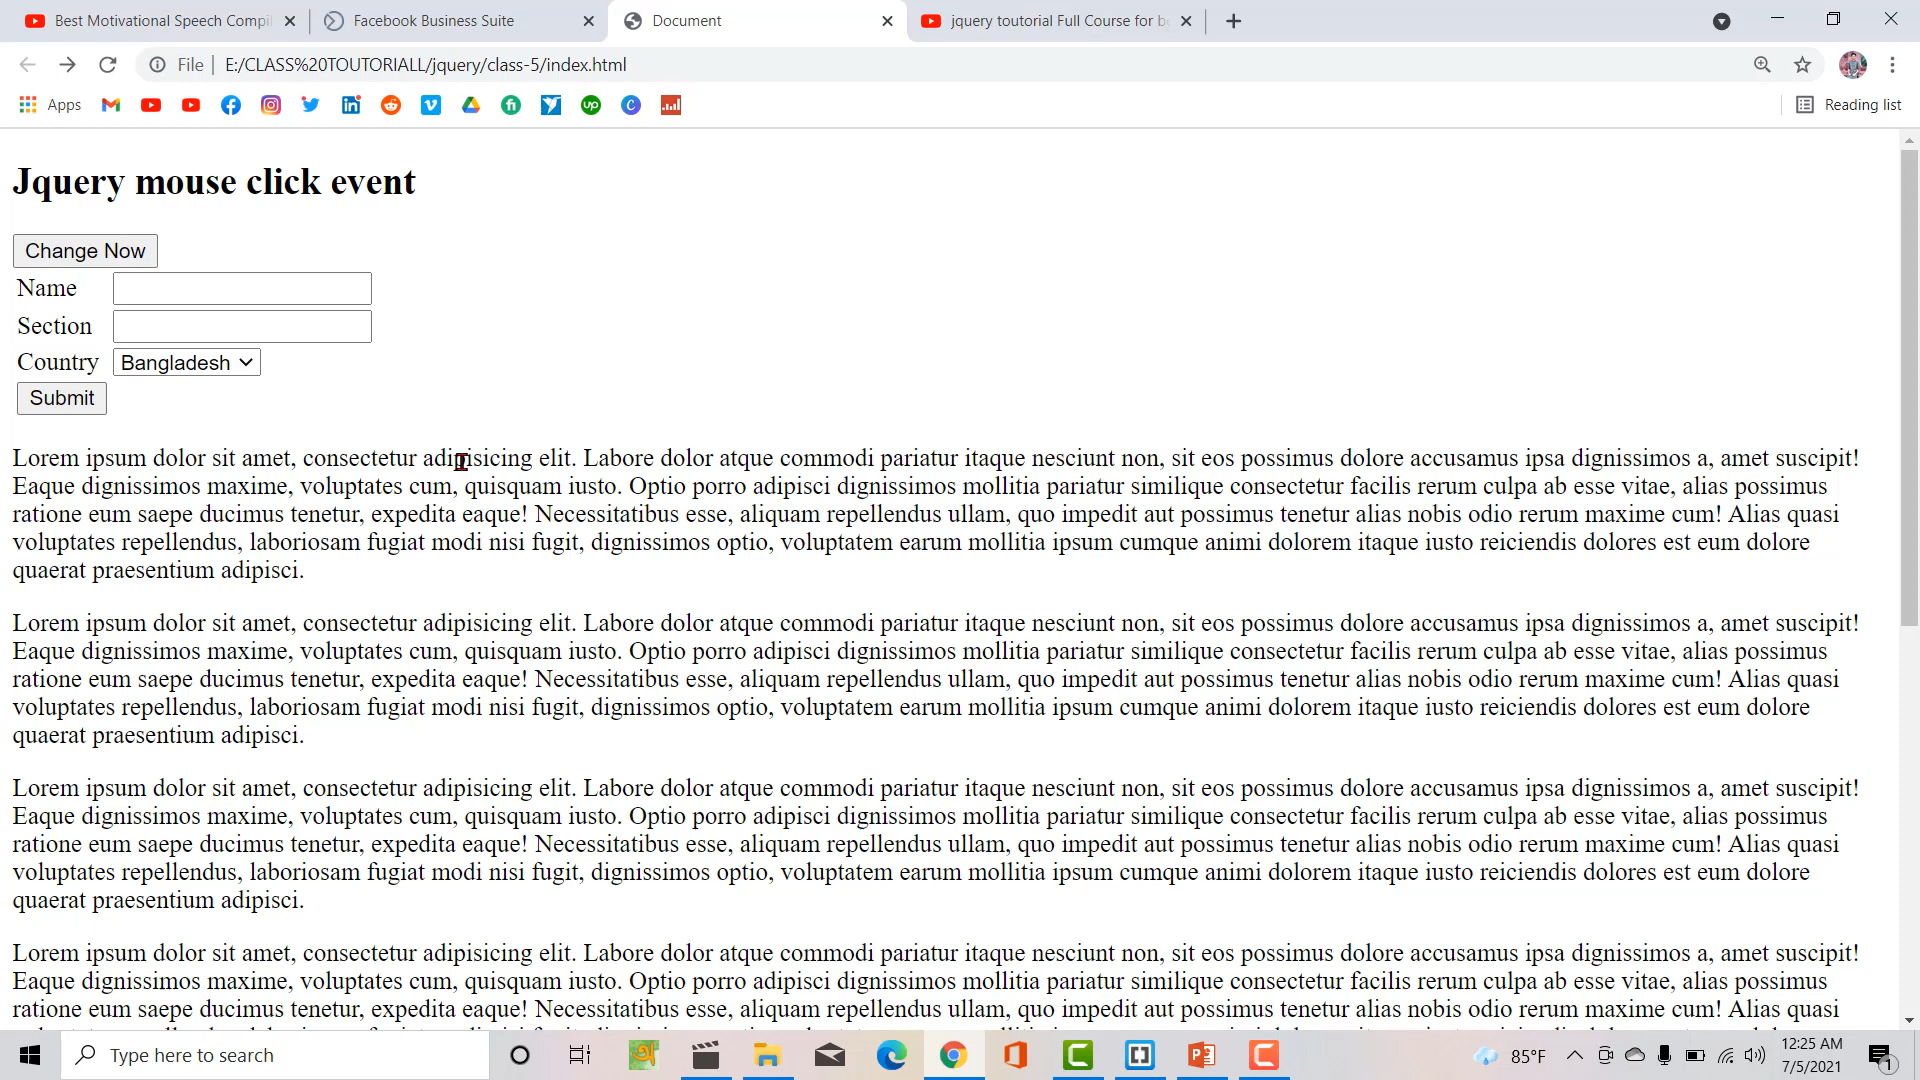 Best Motivational Speech Compil
Facebook Business Suite
Document
jquery toutorial Full Course for b
File
E:/CLASS%20TOUTORIALL/jquery/class-5/index.html
Apps
Reading list
Jquery mouse click event
Change Now
Name
Section
Country
Bangladesh
Submit
Lorem ipsum dolor sit amet, consectetur adipisicing elit. Labore dolor atque commodi pariatur itaque nesciunt non, sit eos possimus dolore accusamus ipsa dignissimos a, amet suscipit!
Eaque dignissimos maxime, voluptates cum, quisquam iusto. Optio porro adipisci dignissimos mollitia pariatur similique consectetur facilis rerum culpa ab esse vitae, alias possimus
ratione eum saepe ducimus tenetur, expedita eaque! Necessitatibus esse, aliquam repellendus ullam, quo impedit aut possimus tenetur alias nobis odio rerum maxime cum! Alias quasi
voluptates repellendus, laboriosam fugiat modi nisi fugit, dignissimos optio, voluptatem earum mollitia ipsum cumque animi dolorem itaque iusto reiciendis dolores est eum dolore
quaerat praesentium adipisci.
Lorem ipsum dolor sit amet, consectetur adipisicing elit. Labore dolor atque commodi pariatur itaque nesciunt non, sit eos possimus dolore accusamus ipsa dignissimos a, amet suscipit!
Eaque dignissimos maxime, voluptates cum, quisquam iusto. Optio porro adipisci dignissimos mollitia pariatur similique consectetur facilis rerum culpa ab esse vitae, alias possimus
ratione eum saepe ducimus tenetur, expedita eaque! Necessitatibus esse, aliquam repellendus ullam, quo impedit aut possimus tenetur alias nobis odio rerum maxime cum! Alias quasi
voluptates repellendus, laboriosam fugiat modi nisi fugit, dignissimos optio, voluptatem earum mollitia ipsum cumque animi dolorem itaque iusto reiciendis dolores est eum dolore
quaerat praesentium adipisci.
Lorem ipsum dolor sit amet, consectetur adipisicing elit. Labore dolor atque commodi pariatur itaque nesciunt non, sit eos possimus dolore accusamus ipsa dignissimos a, amet suscipit!
Eaque dignissimos maxime, voluptates cum, quisquam iusto. Optio porro adipisci dignissimos mollitia pariatur similique consectetur facilis rerum culpa ab esse vitae, alias possimus
ratione eum saepe ducimus tenetur, expedita eaque! Necessitatibus esse, aliquam repellendus ullam, quo impedit aut possimus tenetur alias nobis odio rerum maxime cum! Alias quasi
voluptates repellendus, laboriosam fugiat modi nisi fugit, dignissimos optio, voluptatem earum mollitia ipsum cumque animi dolorem itaque iusto reiciendis dolores est eum dolore
quaerat praesentium adipisci.
Lorem ipsum dolor sit amet, consectetur adipisicing elit. Labore dolor atque commodi pariatur itaque nesciunt non, sit eos possimus dolore accusamus ipsa dignissimos a, amet suscipit!
Eaque dignissimos maxime, voluptates cum, quisquam iusto. Optio porro adipisci dignissimos mollitia pariatur similique consectetur facilis rerum culpa ab esse vitae, alias possimus
ratione eum saepe ducimus tenetur, expedita eaque! Necessitatibus esse, aliquam repellendus ullam, quo impedit aut possimus tenetur alias nobis odio rerum maxime cum! Alias quasi
Type here to search
85°F
12:25 AM
7/5/2021
1